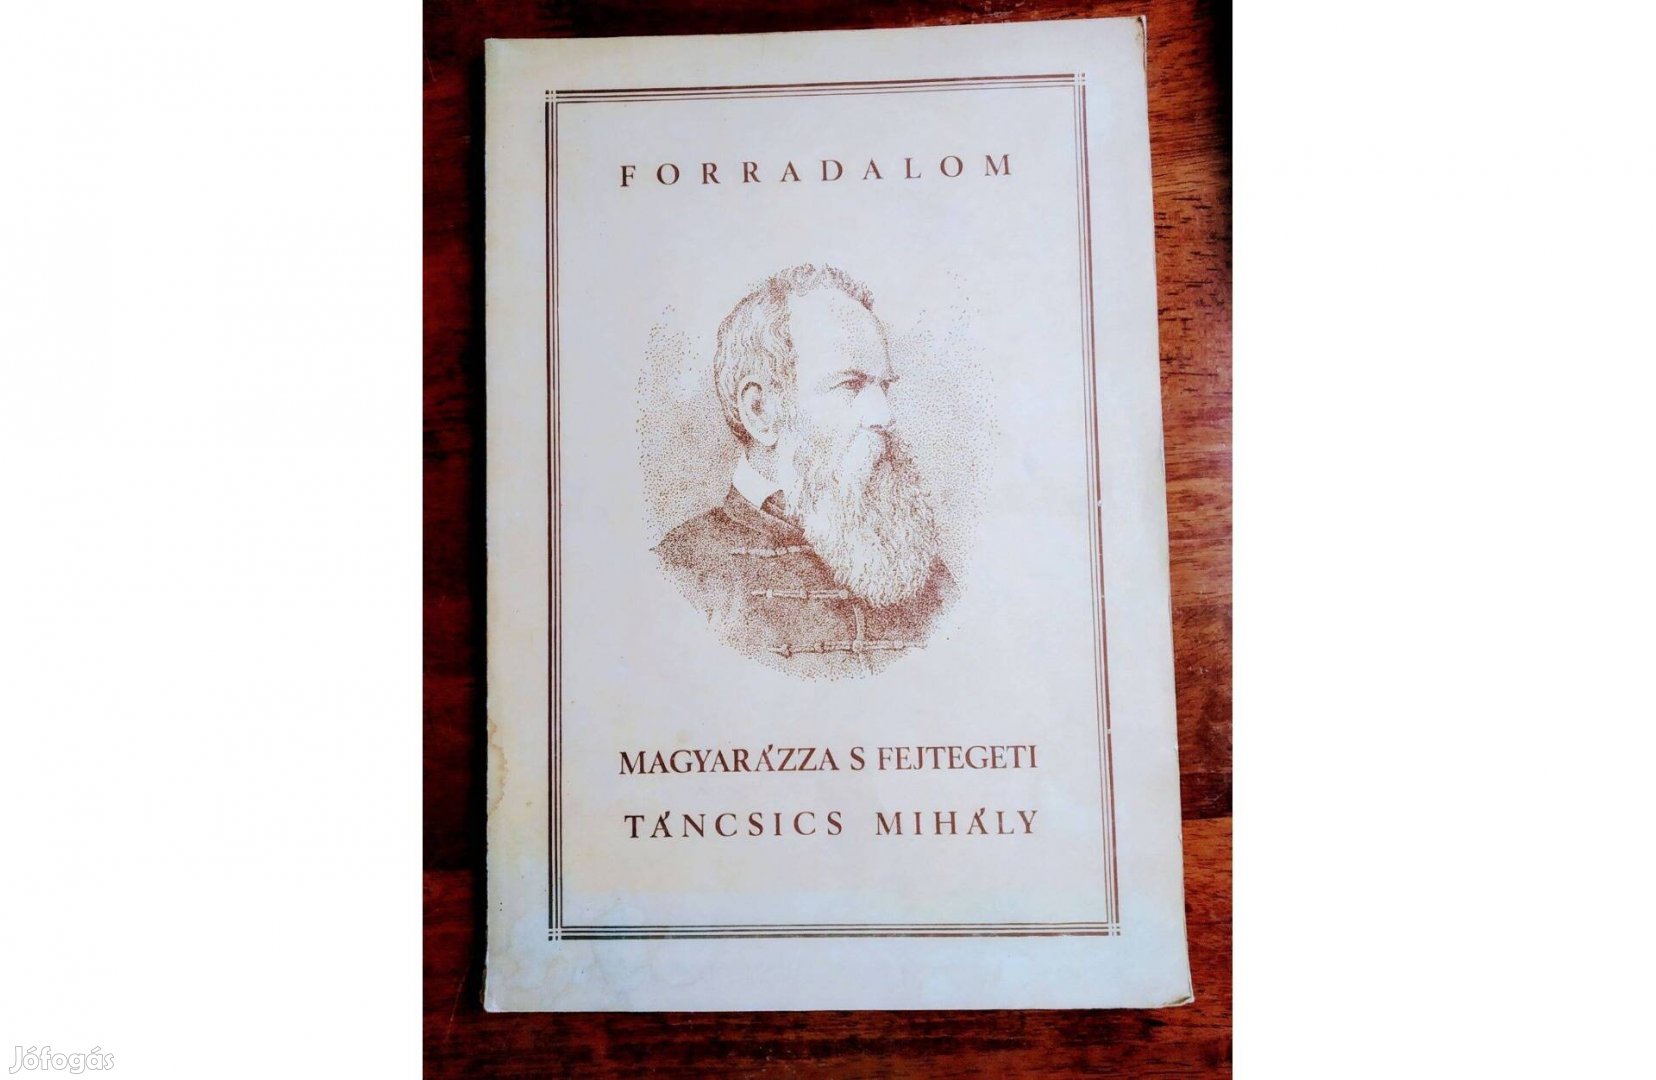 FORRADALOM
MAGYARÁZZA S FEJTEGETI
TÁNCSICS MIHÁLY
Jófogás